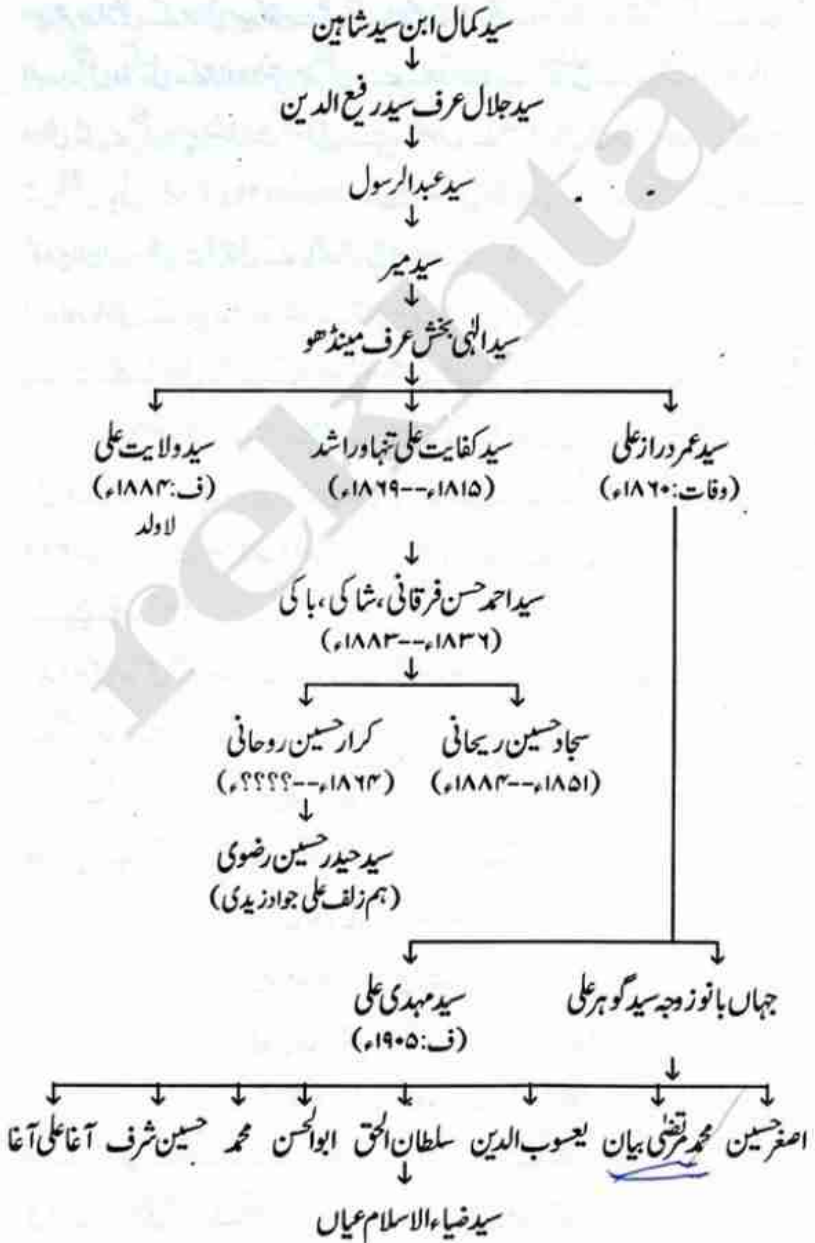 سید کمال ابن سید شاہین
سید جلال عرف سید رفیع الدین
سید عبدالرسول
سید میر
سید الٰہی بخش عرف مینڈھو
سید عمر دراز علی سید کفایت علی تنہا و راشد سید ولایت علی
(وفات:۱۸۶۰ء) (۱۸۱۵ء--۱۸۶۹ء) (ف:۱۸۸۴ء)
لاولد
سید احمد حسن فرقانی، شاکی، باکی
(۱۸۳۶ء--۱۸۸۳ء)
سجاد حسین ریحانی کرار حسین روحانی
(۱۸۵۱ء--۱۸۸۴ء) (۱۸۶۴ء--؟؟؟؟ء)
سید حیدر حسین رضوی
(ہم زلف علی جواد زیدی)
جہاں بانو زوجہ سید گوہر علی سید مہدی علی
(ف:۱۹۰۵ء)
اصغر حسین محمد مرتضٰی بیان یعسوب الدین سلطان الحق ابوالحسن محمد حسین شرف آغا علی آغا
سید ضیاء الاسلام عیاں
rekhta